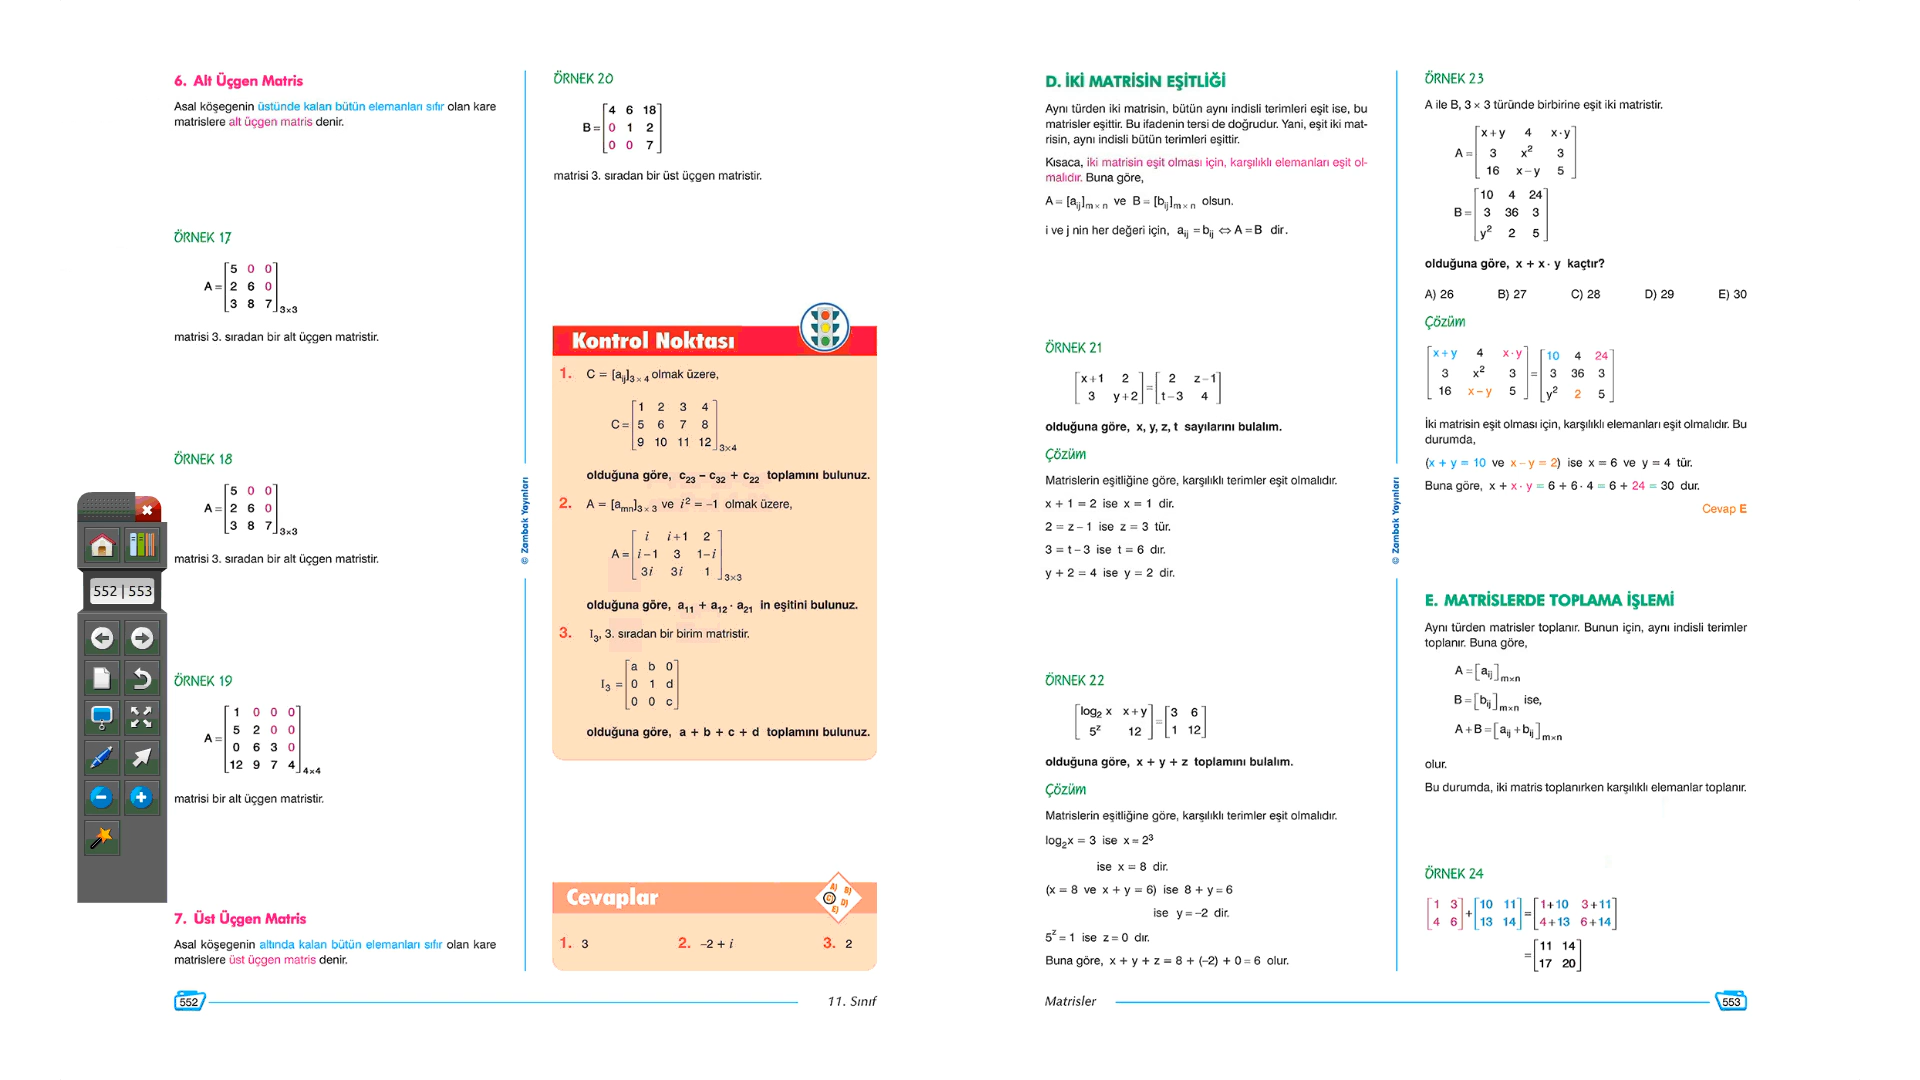 6. Alt Üçgen Matris
Asal köşegenin üstünde kalan bütün elemanları sıfır olan kare
matrislere alt üçgen matris denir.
ÖRNEK 17
A = [5 0 0
2 6 0
3 8 7]3×3
matrisi 3. sıradan bir alt üçgen matristir.
ÖRNEK 18
A = [5 0 0
2 6 0
3 8 7]3×3
matrisi 3. sıradan bir alt üçgen matristir.
552 | 553
ÖRNEK 19
A = [1 0 0 0
5 2 0 0
0 6 3 0
12 9 7 4]4×4
matrisi bir alt üçgen matristir.
7. Üst Üçgen Matris
Asal köşegenin altında kalan bütün elemanları sıfır olan kare
matrislere üst üçgen matris denir.
© Zambak Yayınları
ÖRNEK 20
B = [4 6 18
0 1 2
0 0 7]
matrisi 3. sıradan bir üst üçgen matristir.
Kontrol Noktası
1. C = [aij]3×4 olmak üzere,
C = [1 2 3 4
5 6 7 8
9 10 11 12]3×4
olduğuna göre, c23 – c32 + c22 toplamını bulunuz.
2. A = [amn]3×3 ve i² = –1 olmak üzere,
A = [i i+1 2
i–1 3 1–i
3i 3i 1]3×3
olduğuna göre, a11 + a12 · a21 in eşitini bulunuz.
3. I3, 3. sıradan bir birim matristir.
I3 = [a b 0
0 1 d
0 0 c]
olduğuna göre, a + b + c + d toplamını bulunuz.
Cevaplar
A) B) C) D) E)
1. 3 2. –2 + i 3. 2
552 11. Sınıf
D. İKİ MATRİSİN EŞİTLİĞİ
Aynı türden iki matrisin, bütün aynı indisli terimleri eşit ise, bu
matrisler eşittir. Bu ifadenin tersi de doğrudur. Yani, eşit iki mat-
risin, aynı indisli bütün terimleri eşittir.
Kısaca, iki matrisin eşit olması için, karşılıklı elemanları eşit ol-
malıdır. Buna göre,
A = [aij]m×n ve B = [bij]m×n olsun.
i ve j nin her değeri için, aij = bij ⇔ A = B dir.
ÖRNEK 21
[x+1 2
3 y+2] = [2 z–1
t–3 4]
olduğuna göre, x, y, z, t sayılarını bulalım.
Çözüm
Matrislerin eşitliğine göre, karşılıklı terimler eşit olmalıdır.
x + 1 = 2 ise x = 1 dir.
2 = z – 1 ise z = 3 tür.
3 = t – 3 ise t = 6 dır.
y + 2 = 4 ise y = 2 dir.
ÖRNEK 22
[log2 x x+y
5^z 12] = [3 6
1 12]
olduğuna göre, x + y + z toplamını bulalım.
Çözüm
Matrislerin eşitliğine göre, karşılıklı terimler eşit olmalıdır.
log2x = 3 ise x = 2³
ise x = 8 dir.
(x = 8 ve x + y = 6) ise 8 + y = 6
ise y = –2 dir.
5^z = 1 ise z = 0 dır.
Buna göre, x + y + z = 8 + (–2) + 0 = 6 olur.
© Zambak Yayınları
ÖRNEK 23
A ile B, 3 × 3 türünde birbirine eşit iki matristir.
A = [x+y 4 x·y
3 x² 3
16 x–y 5]
B = [10 4 24
3 36 3
y² 2 5]
olduğuna göre, x + x · y kaçtır?
A) 26 B) 27 C) 28 D) 29 E) 30
Çözüm
[x+y 4 x·y
3 x² 3
16 x–y 5] = [10 4 24
3 36 3
y² 2 5]
İki matrisin eşit olması için, karşılıklı elemanları eşit olmalıdır. Bu
durumda,
(x + y = 10 ve x – y = 2) ise x = 6 ve y = 4 tür.
Buna göre, x + x · y = 6 + 6 · 4 = 6 + 24 = 30 dur.
Cevap E
E. MATRİSLERDE TOPLAMA İŞLEMİ
Aynı türden matrisler toplanır. Bunun için, aynı indisli terimler
toplanır. Buna göre,
A = [aij]m×n
B = [bij]m×n ise,
A+B = [aij + bij]m×n
olur.
Bu durumda, iki matris toplanırken karşılıklı elemanlar toplanır.
ÖRNEK 24
[1 3
4 6] + [10 11
13 14] = [1+10 3+11
4+13 6+14]
= [11 14
17 20]
Matrisler 553